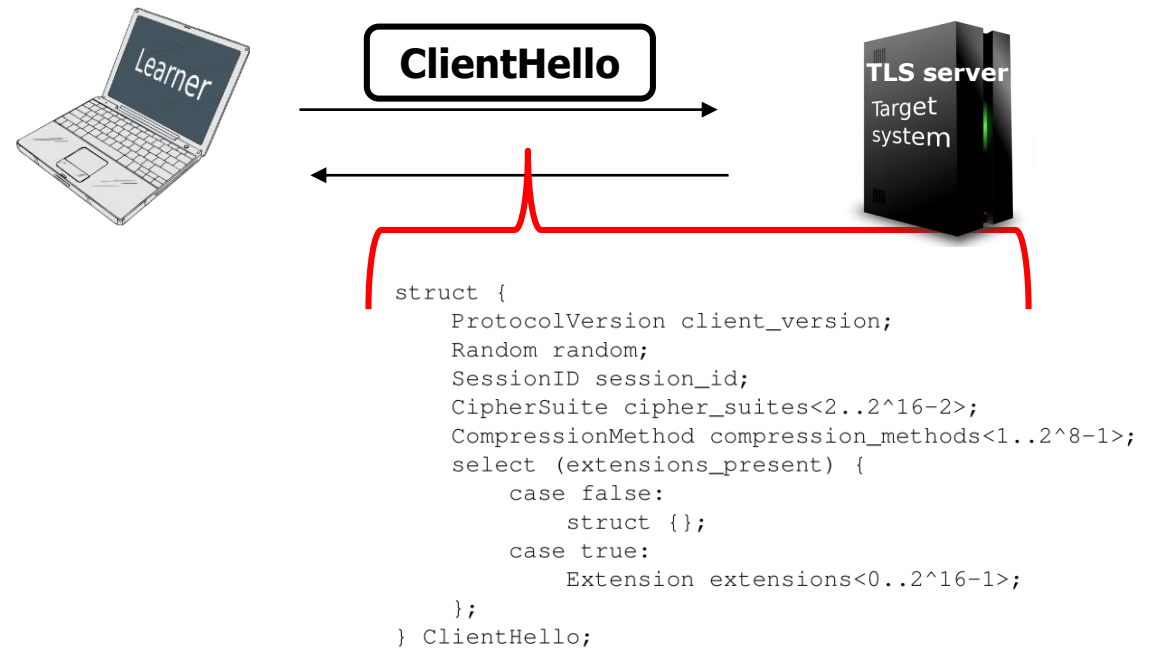 Learner
ClientHello
TLS server
Target
system
struct {
    ProtocolVersion client_version;
    Random random;
    SessionID session_id;
    CipherSuite cipher_suites<2..2^16-2>;
    CompressionMethod compression_methods<1..2^8-1>;
    select (extensions_present) {
        case false:
            struct {};
        case true:
            Extension extensions<0..2^16-1>;
    };
} ClientHello;